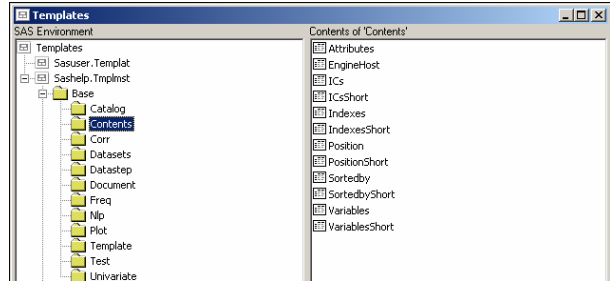 Templates
SAS Environment
Templates
Sasuser.Templat
Sashelp.Tmplmst
Base
Catalog
Contents
Corr
Datasets
Datastep
Document
Freq
Nlp
Plot
Template
Test
Univariate
Contents of 'Contents'
Attributes
EngineHost
ICs
ICsShort
Indexes
IndexesShort
Position
PositionShort
Sortedby
SortedbyShort
Variables
VariablesShort